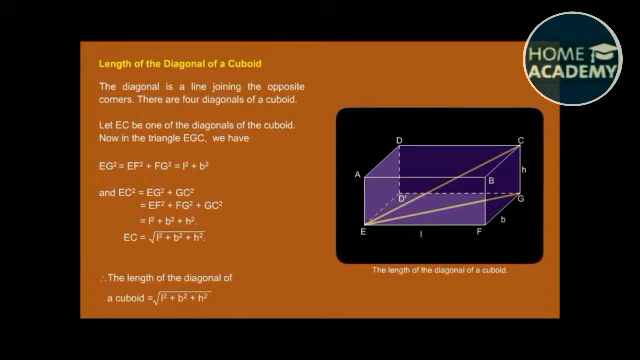 HOME
ACADEMY
Length of the Diagonal of a Cuboid
The diagonal is a line joining the opposite
corners. There are four diagonals of a cuboid.
Let EC be one of the diagonals of the cuboid.
Now in the triangle EGC, we have
EG² = EF² + FG² = l² + b²
and EC² = EG² + GC²
= EF² + FG² + GC²
= l² + b² + h².
EC = √l² + b² + h².
∴The length of the diagonal of
a cuboid =√l² + b² + h²
D
C
A
B
h
D'
G
b
E
l
F
The length of the diagonal of a cuboid.